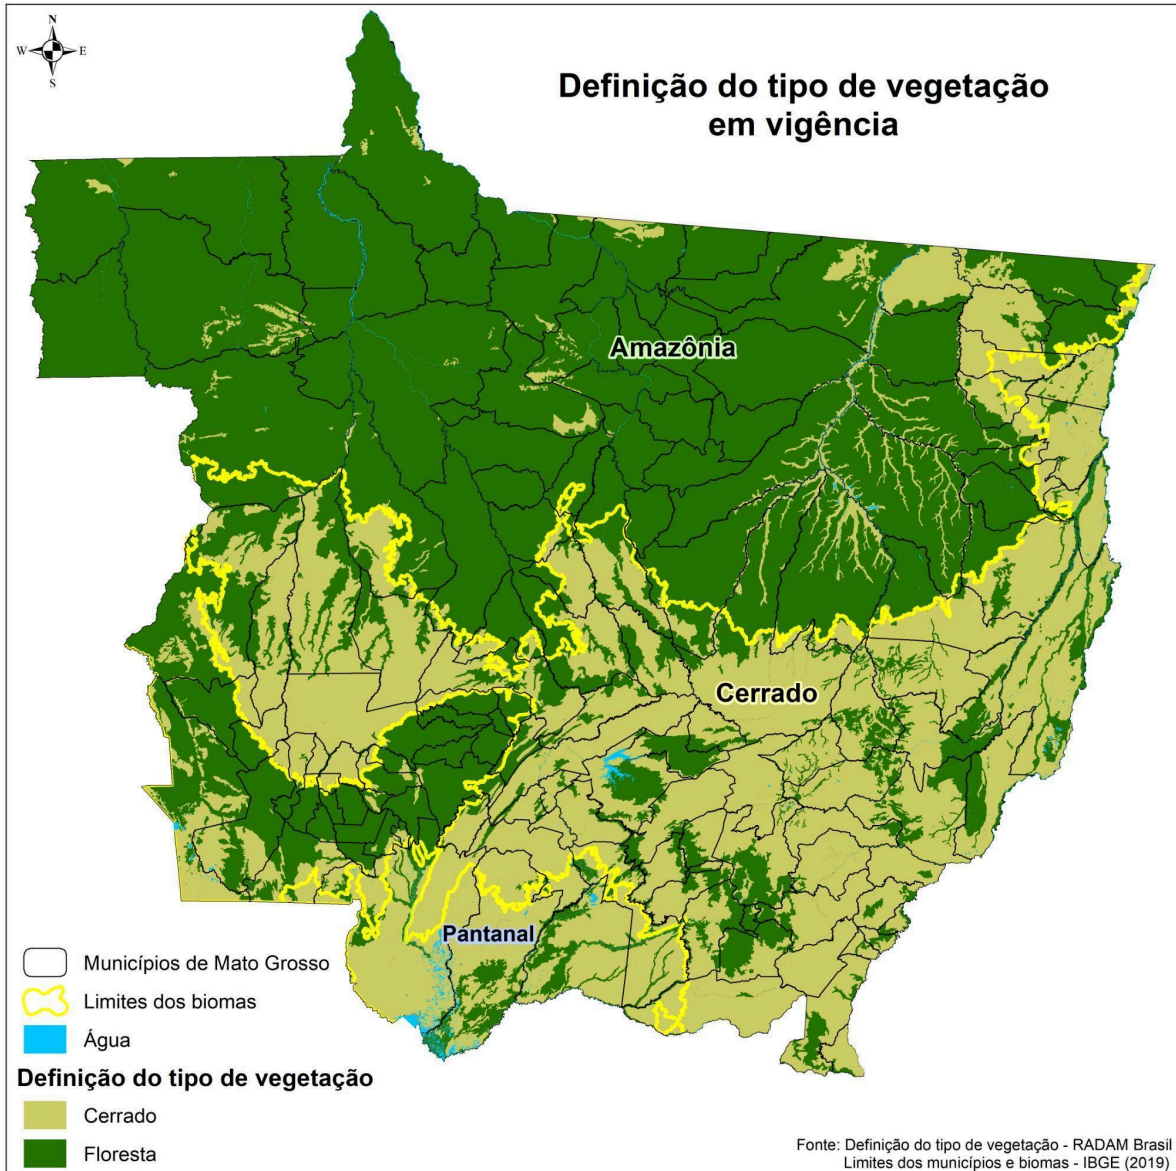 N
W E
S
Definição do tipo de vegetação
em vigência
Amazônia
Cerrado
Pantanal
Municípios de Mato Grosso
Limites dos biomas
Água
Definição do tipo de vegetação
Cerrado
Floresta
Fonte: Definição do tipo de vegetação - RADAM Brasil
Limites dos municípios e biomas - IBGE (2019)